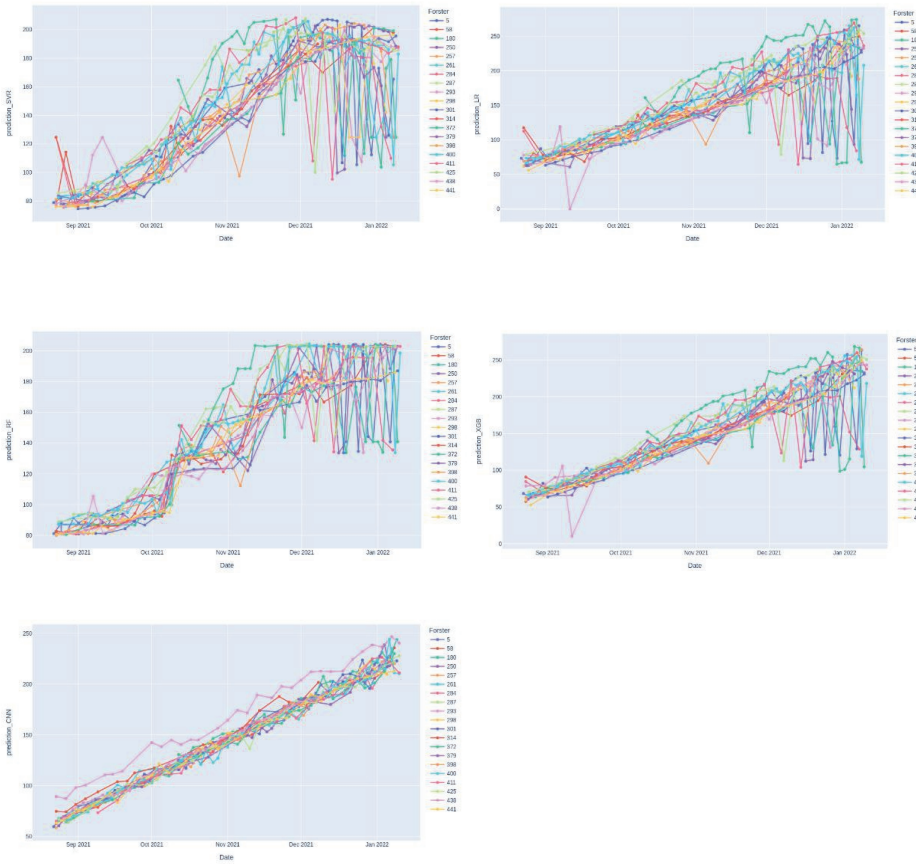 Forster
200
180
160
140
120
100
80
prediction_SVR
Sep 2021
Oct 2021
Nov 2021
Dec 2021
Jan 2022
Date
5
58
180
250
257
261
284
287
293
298
301
314
372
379
398
400
411
425
438
441
Forster
250
200
150
100
50
0
prediction_LR
Sep 2021
Oct 2021
Nov 2021
Dec 2021
Jan 2022
Date
Forster
200
180
160
140
120
100
80
prediction_RF
Sep 2021
Oct 2021
Nov 2021
Dec 2021
Jan 2022
Date
5
58
180
250
257
261
284
287
293
298
301
314
372
379
398
400
411
425
438
441
Forster
250
200
150
100
50
0
prediction_XGB
Sep 2021
Oct 2021
Nov 2021
Dec 2021
Jan 2022
Date
Forster
250
200
150
100
50
prediction_CNN
Sep 2021
Oct 2021
Nov 2021
Dec 2021
Jan 2022
Date
5
58
180
250
257
261
284
287
293
298
301
314
372
379
398
400
411
425
438
441